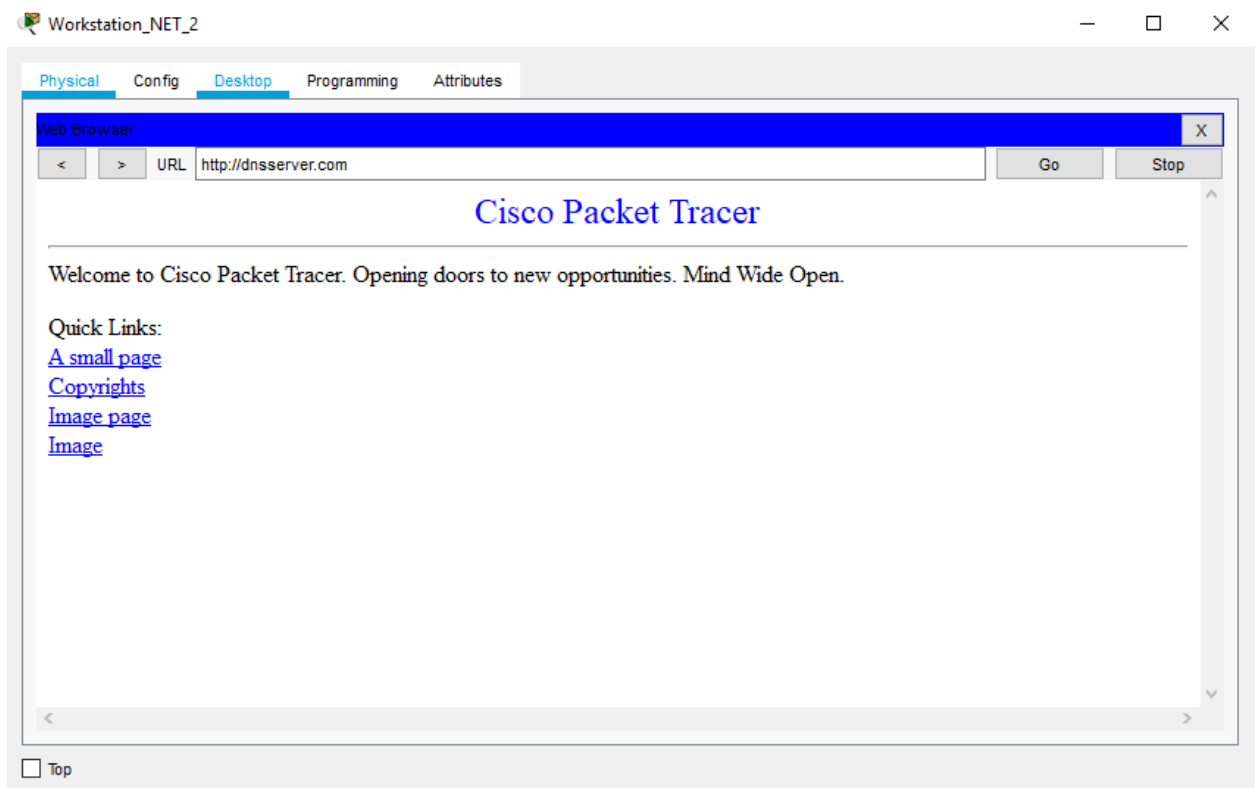 Workstation_NET_2
Physical Config Desktop Programming Attributes
Web Browser X
< > URL http://dnsserver.com Go Stop
Cisco Packet Tracer
Welcome to Cisco Packet Tracer. Opening doors to new opportunities. Mind Wide Open.
Quick Links:
A small page
Copyrights
Image page
Image
Top